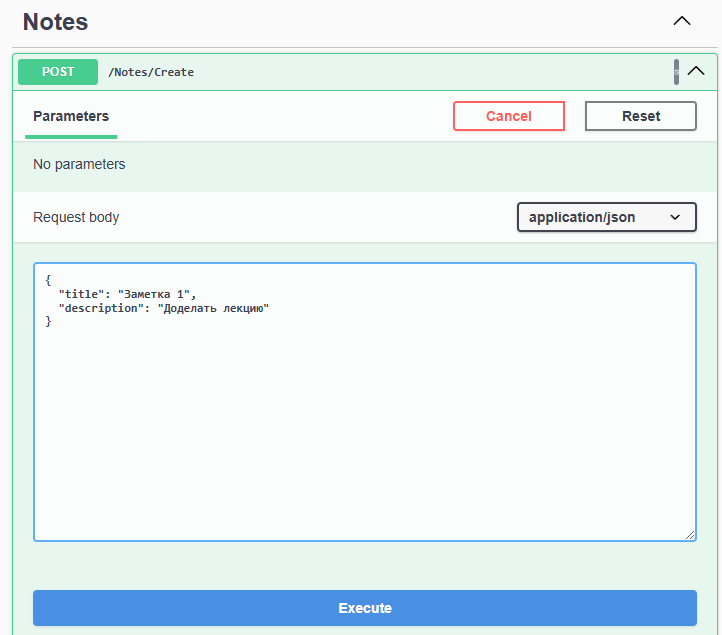 Notes
POST /Notes/Create
Parameters Cancel Reset
No parameters
Request body application/json
{
"title": "Заметка 1",
"description": "Доделать лекцию"
}
Execute